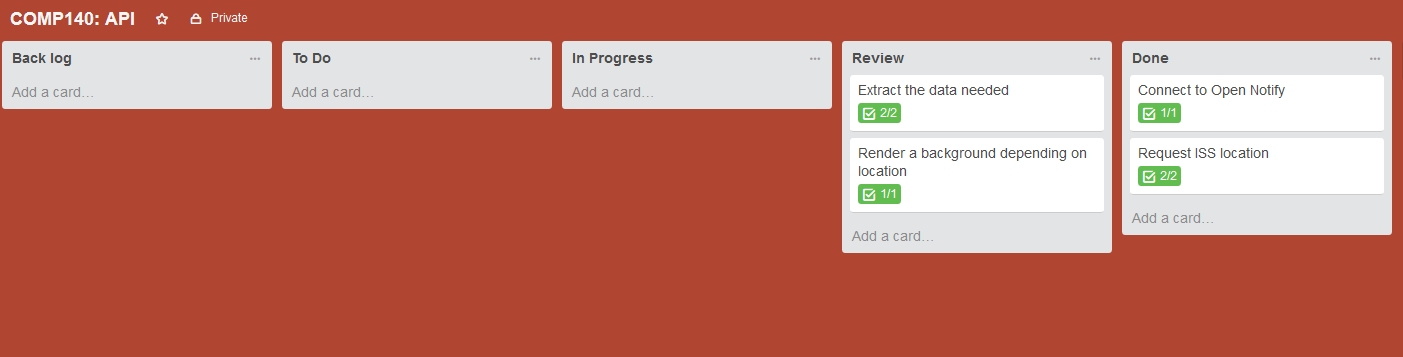 COMP140: API
Private
Back log
Add a card...
To Do
Add a card...
In Progress
Add a card...
Review
Extract the data needed
2/2
Render a background depending on
location
1/1
Add a card...
Done
Connect to Open Notify
1/1
Request ISS location
2/2
Add a card...